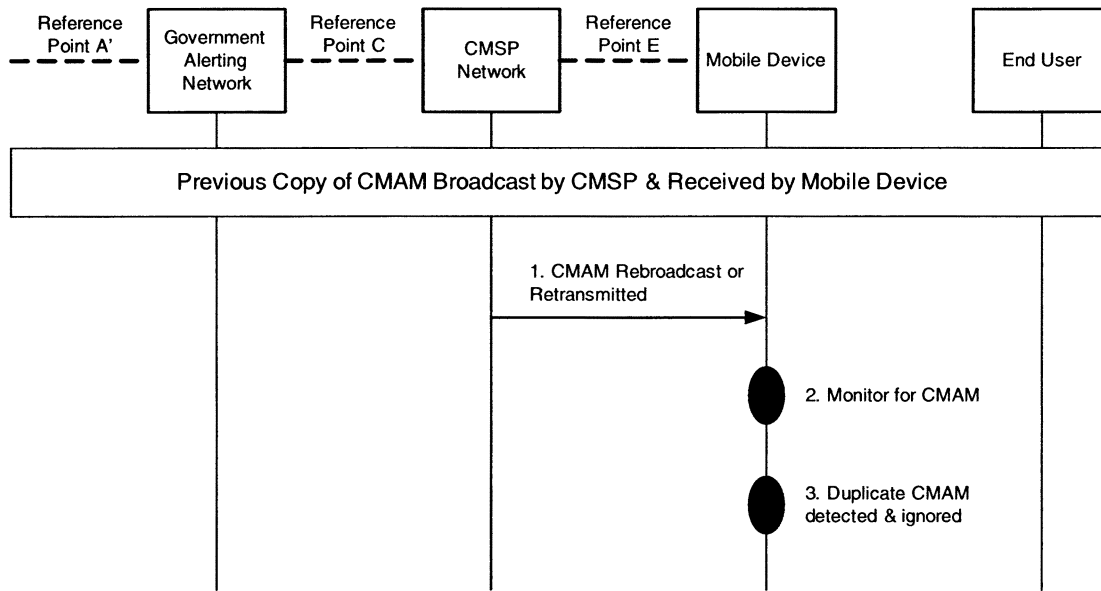 Reference
Point A’
Government
Alerting
Network
Reference
Point C
CMSP
Network
Reference
Point E
Mobile Device
End User
Previous Copy of CMAM Broadcast by CMSP & Received by Mobile Device
1. CMAM Rebroadcast or
Retransmitted
2. Monitor for CMAM
3. Duplicate CMAM
detected & ignored